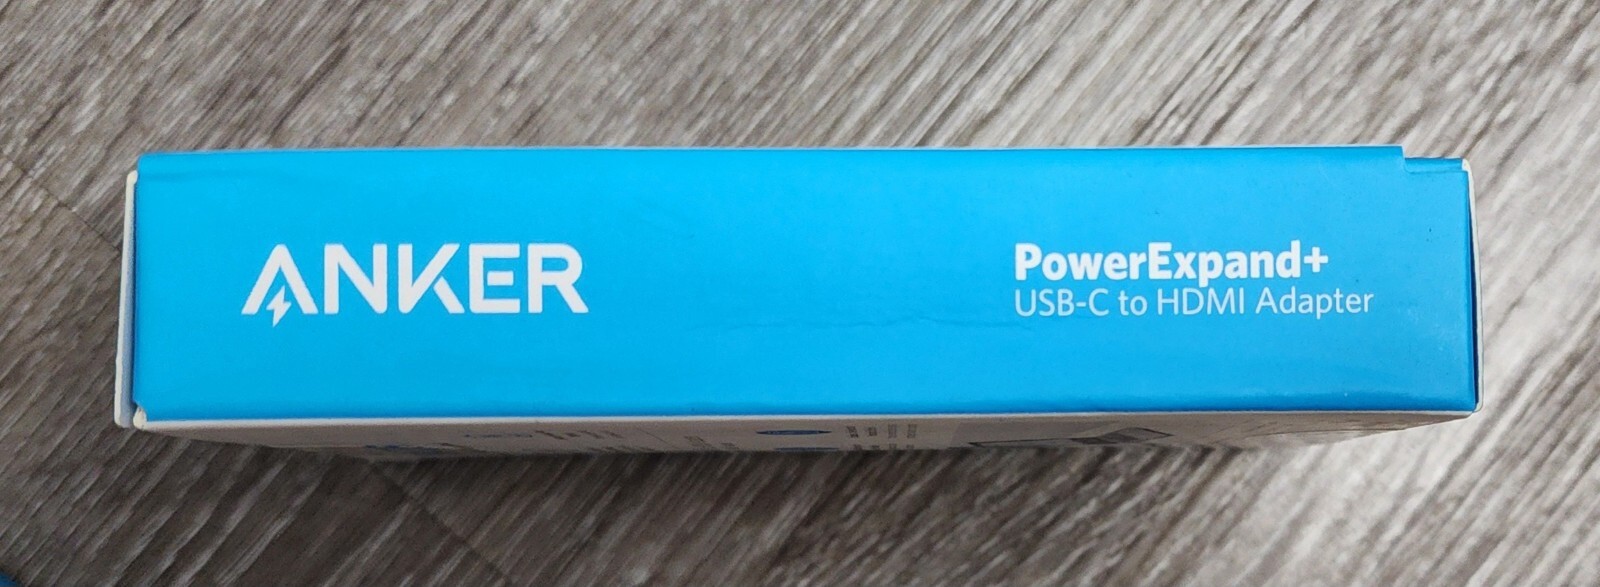 ANKER
PowerExpand+
USB-C to HDMI Adapter